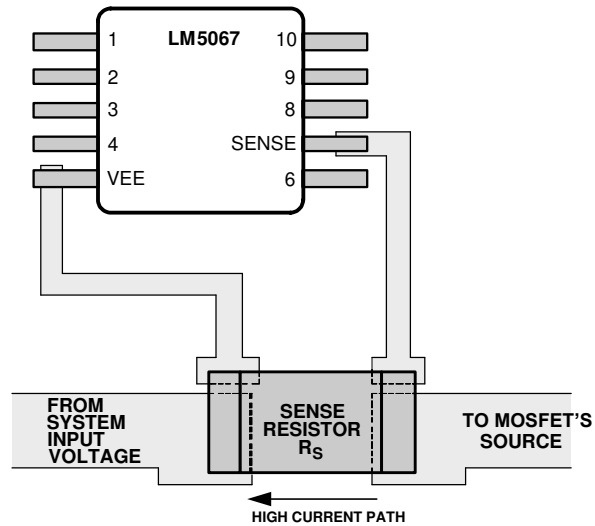 LM5067
1
2
3
4
VEE
10
9
8
SENSE
6
FROM
SYSTEM
INPUT
VOLTAGE
SENSE
RESISTOR
RS
TO MOSFET'S
SOURCE
HIGH CURRENT PATH